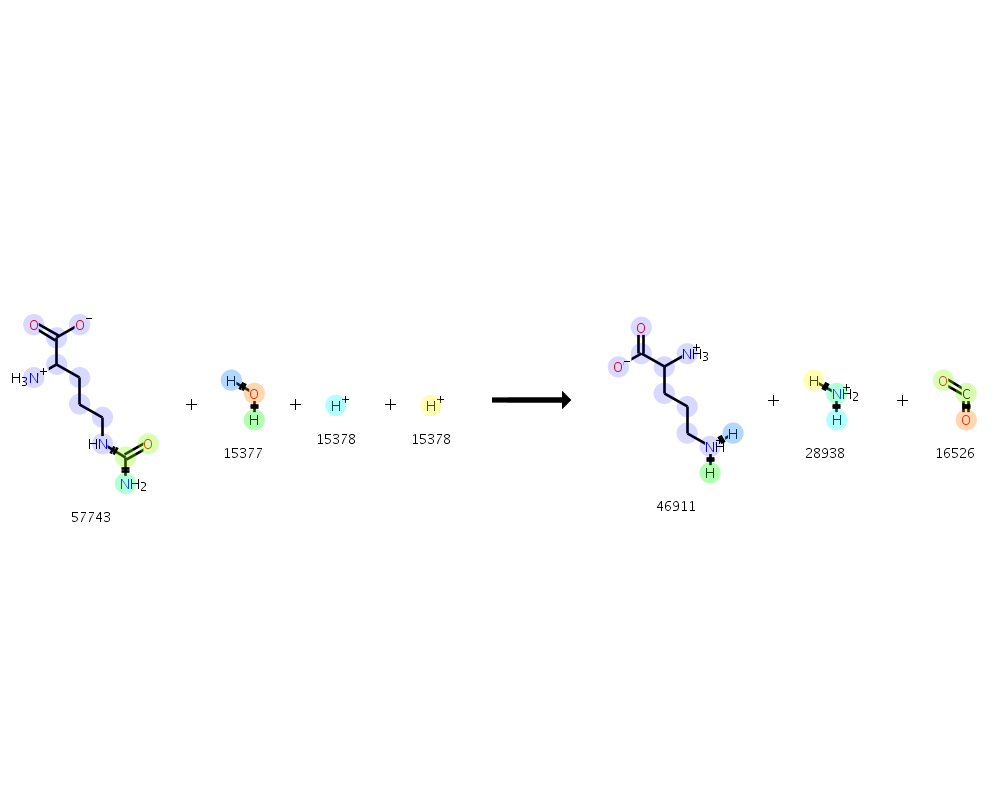 O O⁻
H₃N⁺
HN O
NH₂
57743
+
H
O
H
15377
+
H⁺
15378
+
H⁺
15378
O
O⁻ NH₃⁺
NH⁺ H
H
46911
+
H
NH₂⁺
H
28938
+
O
C
O
16526